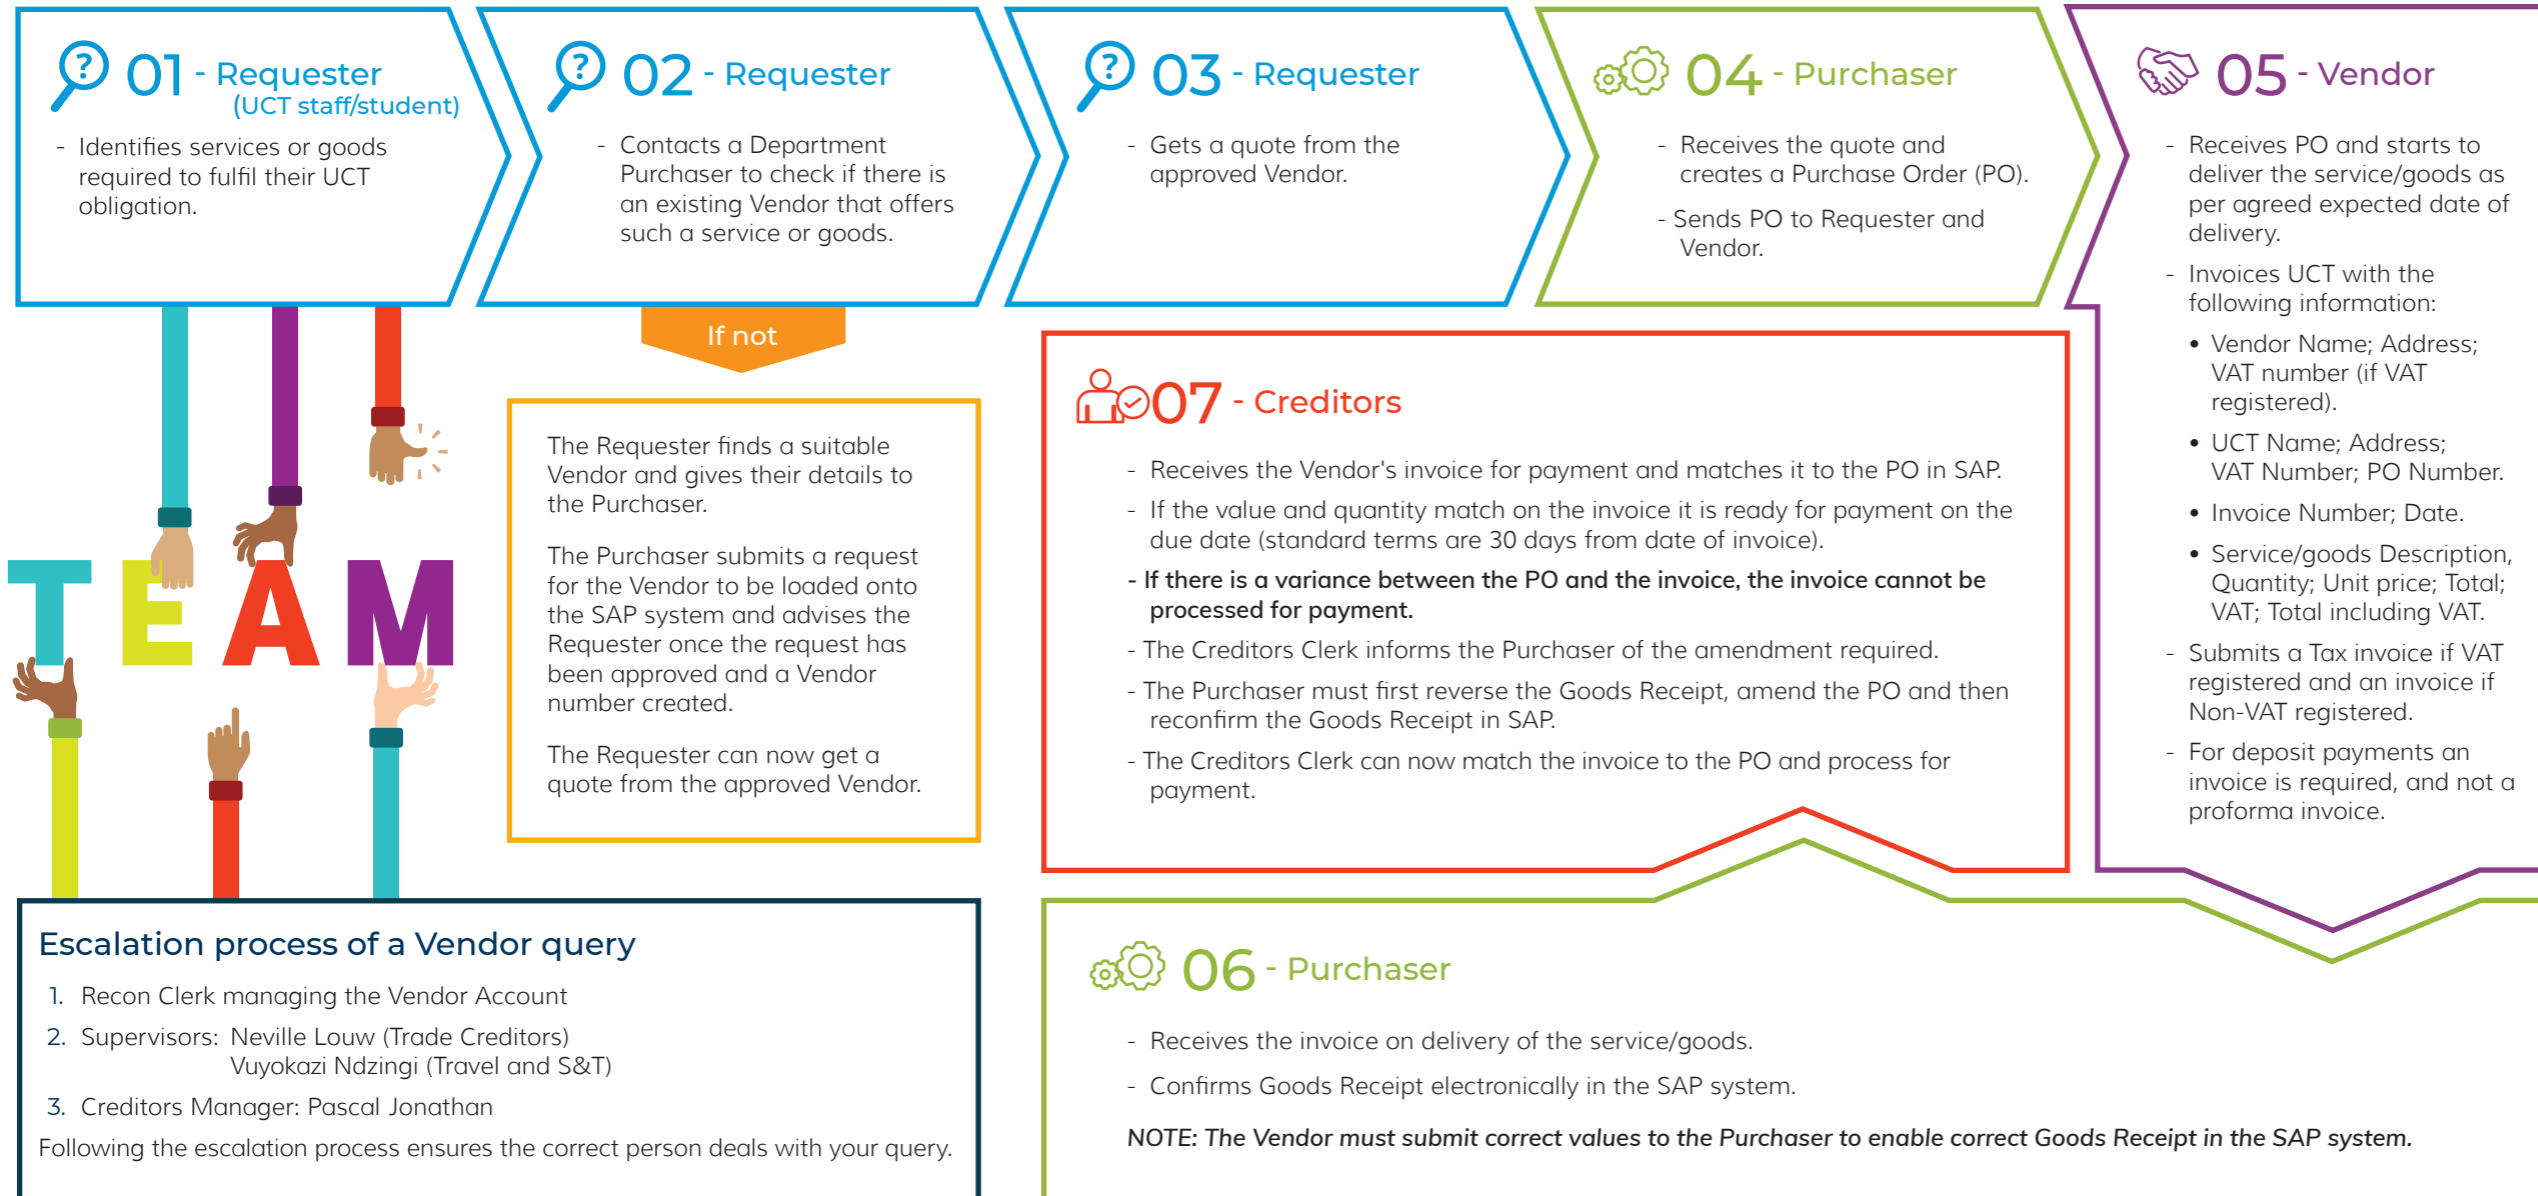 01 - Requester
(UCT staff/student)
- Identifies services or goods
required to fulfil their UCT
obligation.
02 - Requester
- Contacts a Department
Purchaser to check if there is
an existing Vendor that offers
such a service or goods.
03 - Requester
- Gets a quote from the
approved Vendor.
04 - Purchaser
- Receives the quote and
creates a Purchase Order (PO).
- Sends PO to Requester and
Vendor.
05 - Vendor
- Receives PO and starts to
deliver the service/goods as
per agreed expected date of
delivery.
- Invoices UCT with the
following information:
• Vendor Name; Address;
VAT number (if VAT
registered).
• UCT Name; Address;
VAT Number; PO Number.
• Invoice Number; Date.
• Service/goods Description,
Quantity; Unit price; Total;
VAT; Total including VAT.
- Submits a Tax invoice if VAT
registered and an invoice if
Non-VAT registered.
- For deposit payments an
invoice is required, and not a
proforma invoice.
If not
The Requester finds a suitable
Vendor and gives their details to
the Purchaser.
The Purchaser submits a request
for the Vendor to be loaded onto
the SAP system and advises the
Requester once the request has
been approved and a Vendor
number created.
The Requester can now get a
quote from the approved Vendor.
TEAM
06 - Purchaser
- Receives the invoice on delivery of the service/goods.
- Confirms Goods Receipt electronically in the SAP system.
NOTE: The Vendor must submit correct values to the Purchaser to enable correct Goods Receipt in the SAP system.
07 - Creditors
- Receives the Vendor's invoice for payment and matches it to the PO in SAP.
- If the value and quantity match on the invoice it is ready for payment on the
due date (standard terms are 30 days from date of invoice).
- If there is a variance between the PO and the invoice, the invoice cannot be
processed for payment.
- The Creditors Clerk informs the Purchaser of the amendment required.
- The Purchaser must first reverse the Goods Receipt, amend the PO and then
reconfirm the Goods Receipt in SAP.
- The Creditors Clerk can now match the invoice to the PO and process for
payment.
Escalation process of a Vendor query
1. Recon Clerk managing the Vendor Account
2. Supervisors: Neville Louw (Trade Creditors)
Vuyokazi Ndzingi (Travel and S&T)
3. Creditors Manager: Pascal Jonathan
Following the escalation process ensures the correct person deals with your query.